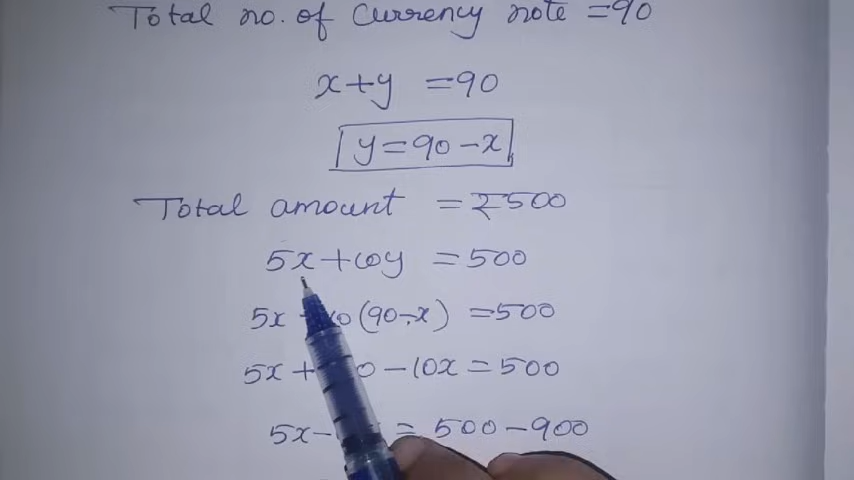 Total no. of Currency note = 90
x + y = 90
y = 90 - x
Total amount = ₹500
5x + 10y = 500
5x (90 - x) = 500
5x + - 10x = 500
5x - = 500 - 900